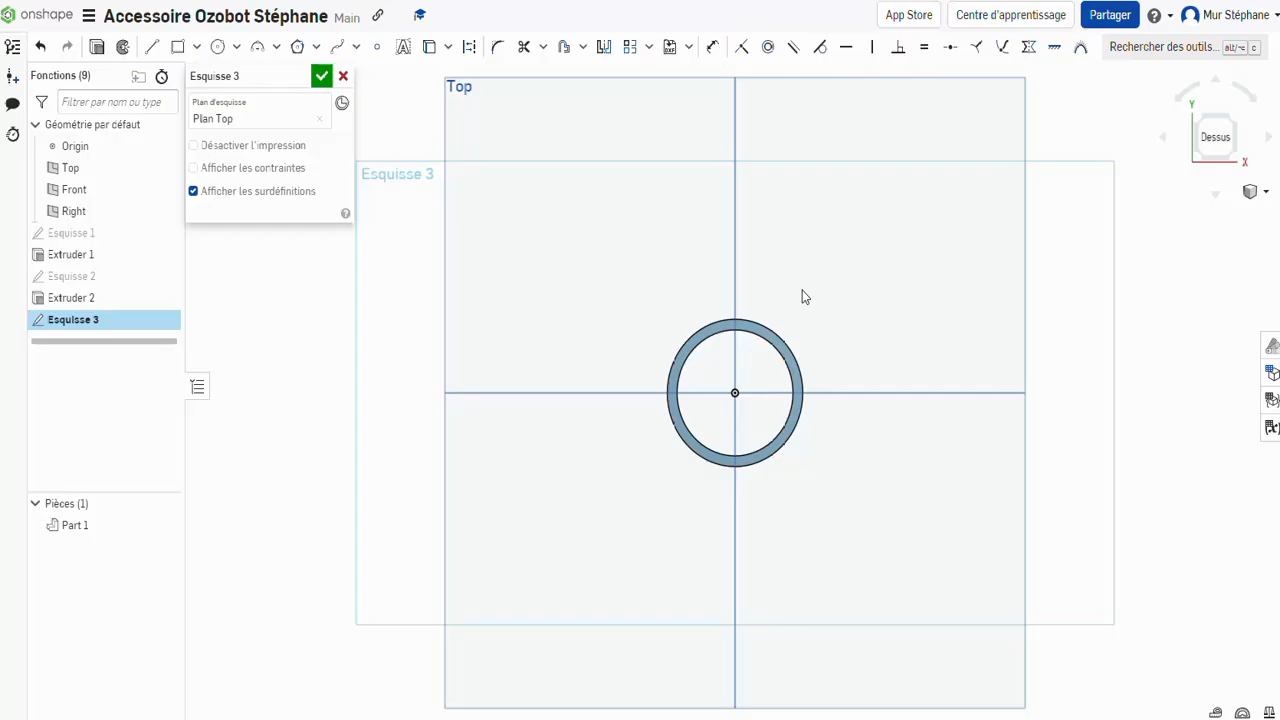 onshape Accessoire Ozobot Stéphane Main App Store Centre d'apprentissage Partager Mur Stéphane
Rechercher des outils... alt/⌥ c
Fonctions (9)
Filtrer par nom ou type
Géométrie par défaut
Origin
Top
Front
Right
Esquisse 1
Extruder 1
Esquisse 2
Extruder 2
Esquisse 3
Pièces (1)
Part 1
Esquisse 3
Plan d'esquisse
Plan Top
Désactiver l'impression
Afficher les contraintes
Afficher les surdéfinitions
Top
Esquisse 3
Y
Dessus
X